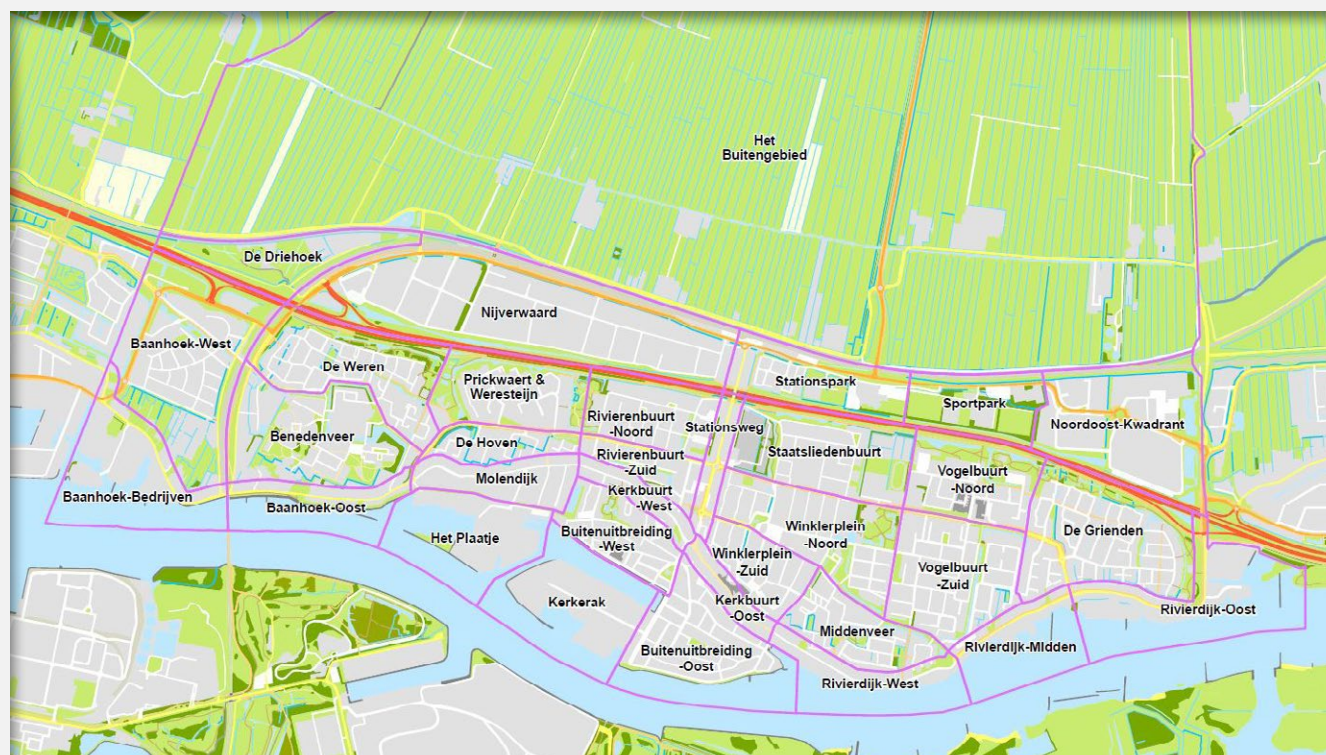 Het
Buitengebied
De Driehoek
Nijverwaard
Baanhoek-West
De Weren
Prickwaert &
Weresteijn
Stationspark
Sportpark
Noordoost-Kwadrant
Rivierenbuurt
-Noord
Stationsweg
Benedenveer
De Hoven
Staatsliedenbuurt
Rivierenbuurt
-Zuid
Vogelbuurt
-Noord
Molendijk
Baanhoek-Bedrijven
Baanhoek-Oost
Kerkbuurt
-West
Het Plaatje
Buitenuitbreiding
-West
Winklerplein
-Noord
De Grienden
Winklerplein
-Zuid
Vogelbuurt
-Zuid
Kerkerak
Kerkbuurt
-Oost
Rivierdijk-Oost
Middenveer
Rivierdijk-Midden
Buitenuitbreiding
-Oost
Rivierdijk-West